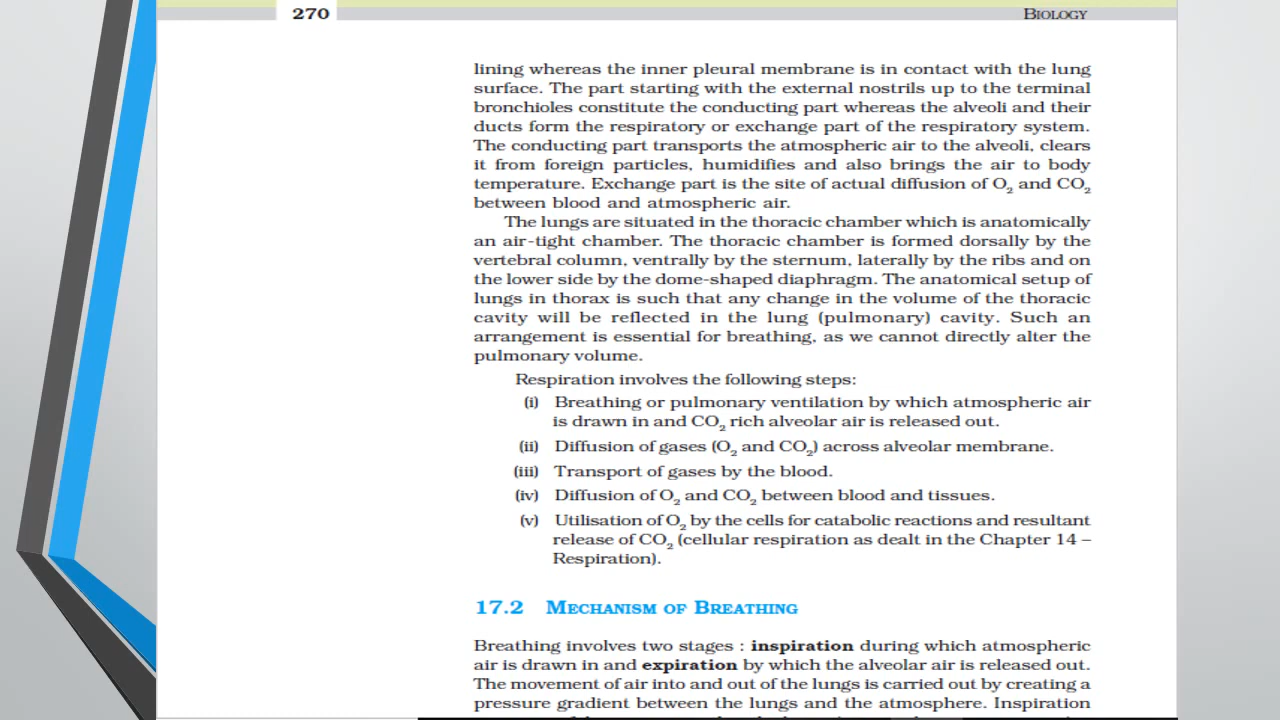 270
BIOLOGY
lining whereas the inner pleural membrane is in contact with the lung
surface. The part starting with the external nostrils up to the terminal
bronchioles constitute the conducting part whereas the alveoli and their
ducts form the respiratory or exchange part of the respiratory system.
The conducting part transports the atmospheric air to the alveoli, clears
it from foreign particles, humidifies and also brings the air to body
temperature. Exchange part is the site of actual diffusion of O₂ and CO₂
between blood and atmospheric air.
The lungs are situated in the thoracic chamber which is anatomically
an air-tight chamber. The thoracic chamber is formed dorsally by the
vertebral column, ventrally by the sternum, laterally by the ribs and on
the lower side by the dome-shaped diaphragm. The anatomical setup of
lungs in thorax is such that any change in the volume of the thoracic
cavity will be reflected in the lung (pulmonary) cavity. Such an
arrangement is essential for breathing, as we cannot directly alter the
pulmonary volume.
Respiration involves the following steps:
(i) Breathing or pulmonary ventilation by which atmospheric air
is drawn in and CO₂ rich alveolar air is released out.
(ii) Diffusion of gases (O₂ and CO₂) across alveolar membrane.
(iii) Transport of gases by the blood.
(iv) Diffusion of O₂ and CO₂ between blood and tissues.
(v) Utilisation of O₂ by the cells for catabolic reactions and resultant
release of CO₂ (cellular respiration as dealt in the Chapter 14 –
Respiration).
17.2 MECHANISM OF BREATHING
Breathing involves two stages : inspiration during which atmospheric
air is drawn in and expiration by which the alveolar air is released out.
The movement of air into and out of the lungs is carried out by creating a
pressure gradient between the lungs and the atmosphere. Inspiration